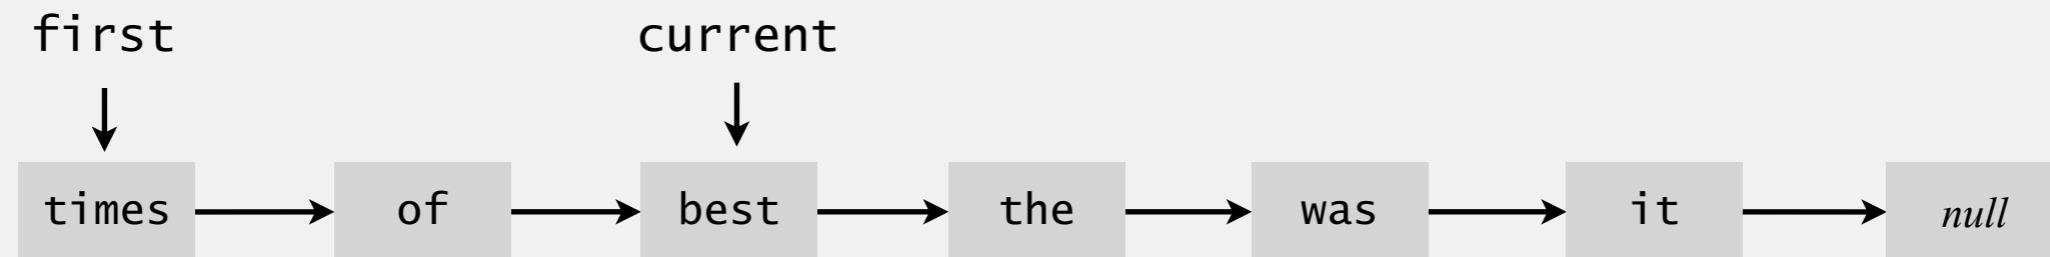 first current
times of best the was it null